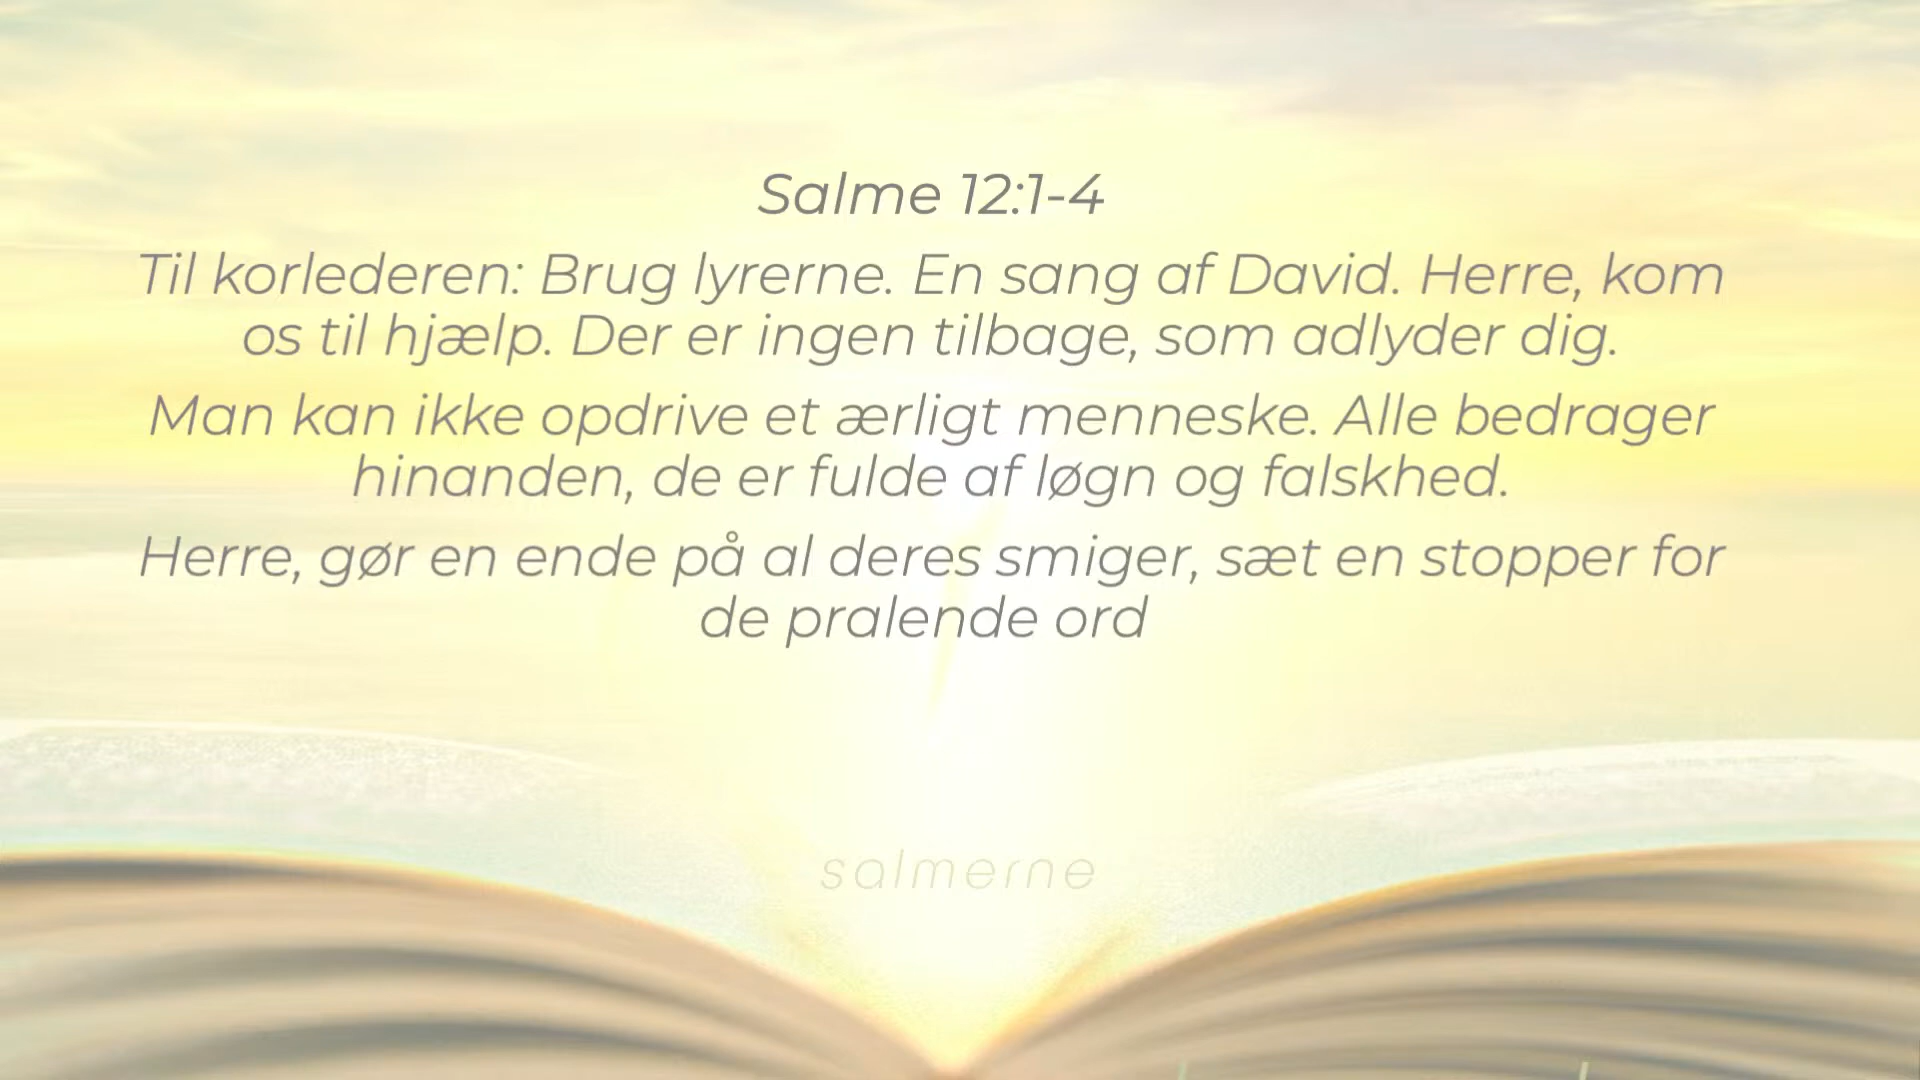 Salme 12:1-4
Til korlederen: Brug lyrerne. En sang af David. Herre, kom
os til hjælp. Der er ingen tilbage, som adlyder dig.
Man kan ikke opdrive et ærligt menneske. Alle bedrager
hinanden, de er fulde af løgn og falskhed.
Herre, gør en ende på al deres smiger, sæt en stopper for
de pralende ord
salmerne